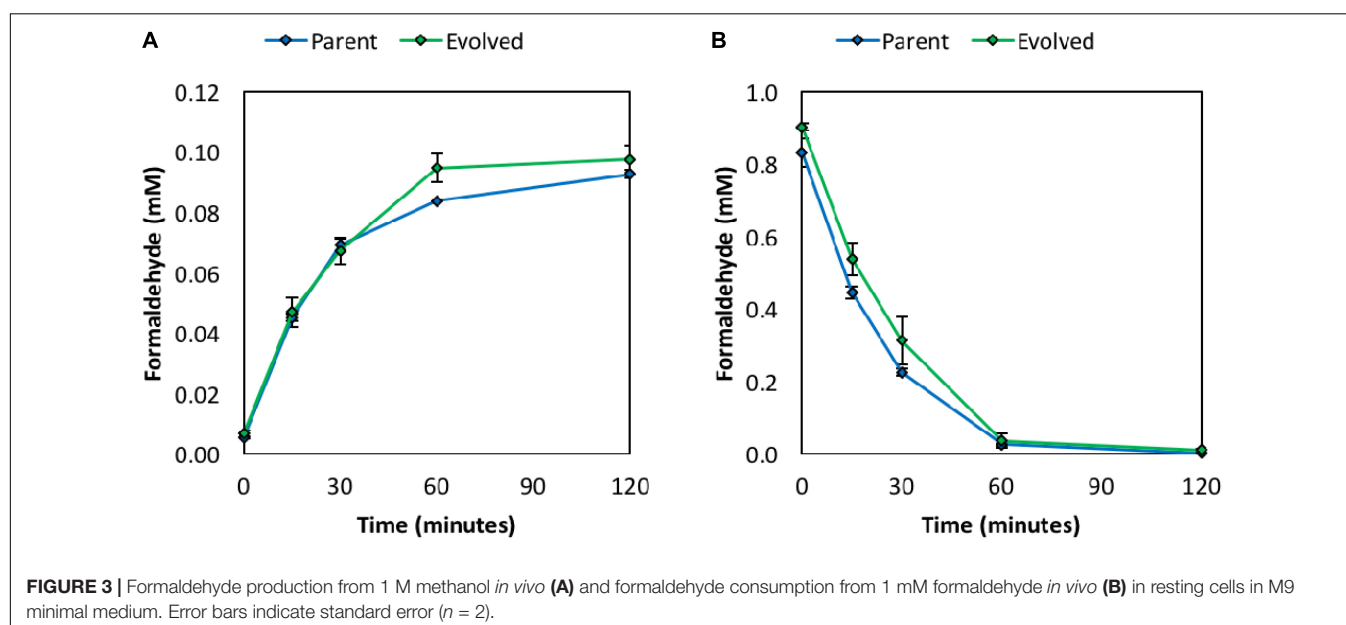 A
Parent Evolved
0.12
0.10
0.08
0.06
0.04
0.02
0.00
Formaldehyde (mM)
0 30 60 90 120
Time (minutes)
B
Parent Evolved
1.0
0.8
0.6
0.4
0.2
0.0
Formaldehyde (mM)
0 30 60 90 120
Time (minutes)
FIGURE 3 | Formaldehyde production from 1 M methanol in vivo (A) and formaldehyde consumption from 1 mM formaldehyde in vivo (B) in resting cells in M9
minimal medium. Error bars indicate standard error (n = 2).